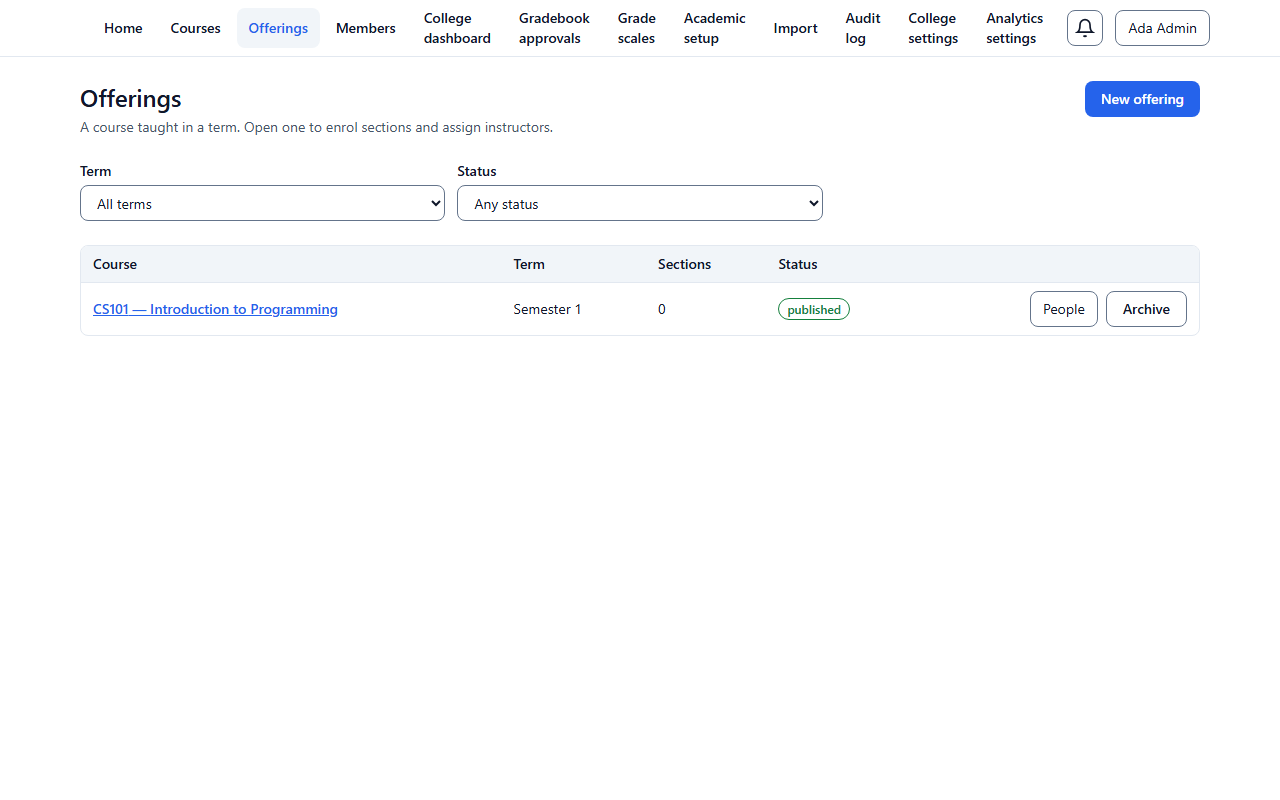 Home
Courses
Offerings
Members
College dashboard
Gradebook approvals
Grade scales
Academic setup
Import
Audit log
College settings
Analytics settings
Ada Admin
Offerings
New offering
A course taught in a term. Open one to enrol sections and assign instructors.
Term
Status
All terms
Any status
Course
Term
Sections
Status
CS101 — Introduction to Programming
Semester 1
0
published
People
Archive